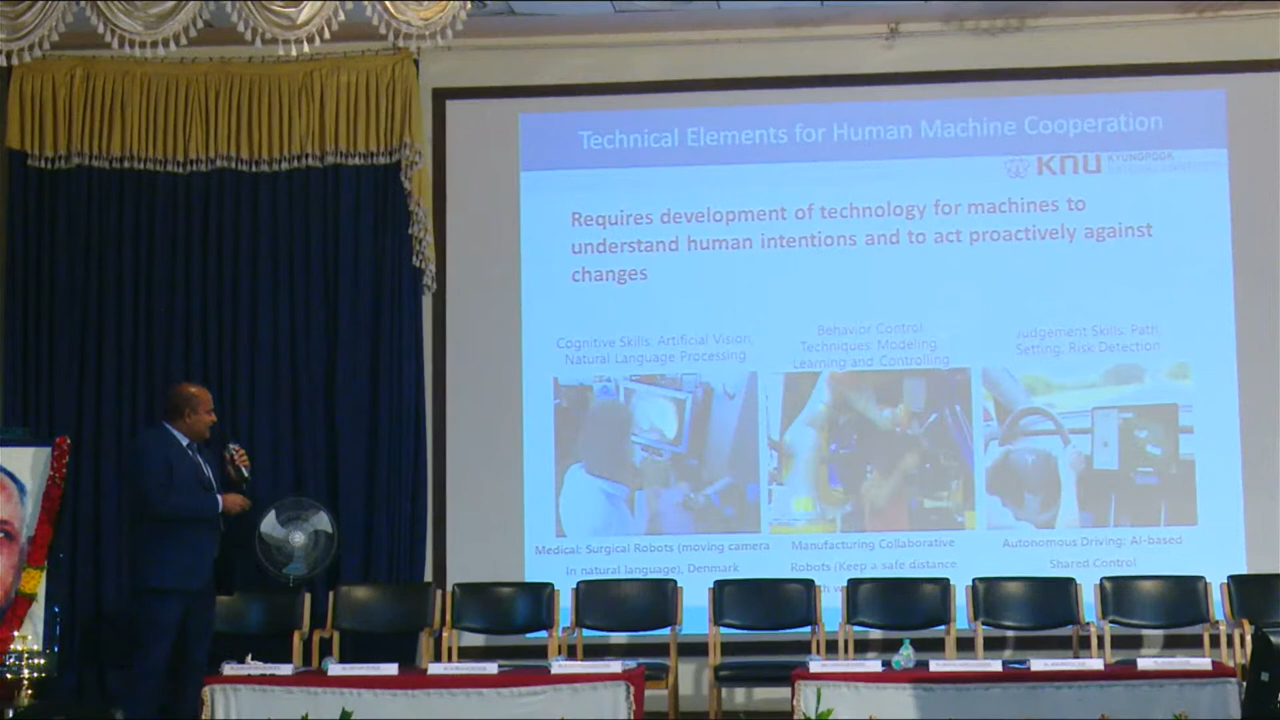 Technical Elements for Human Machine Cooperation
KNU KYUNGPOOK
Requires development of technology for machines to
understand human intentions and to act proactively against
changes
Cognitive Skills: Artificial Vision,
Natural Language Processing
Behavior Control
Techniques: Modeling,
Learning and Controlling
Judgement Skills: Path
Setting, Risk Detection
Medical: Surgical Robots (moving camera
In natural language), Denmark
Manufacturing Collaborative
Robots (Keep a safe distance
Autonomous Driving: AI-based
Shared Control